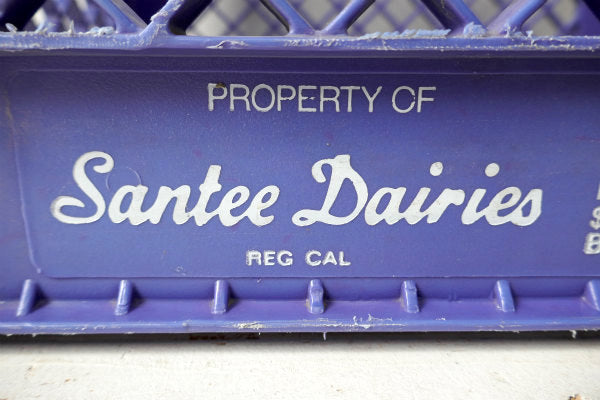 PROPERTY OF
Santee Dairies
REG CAL